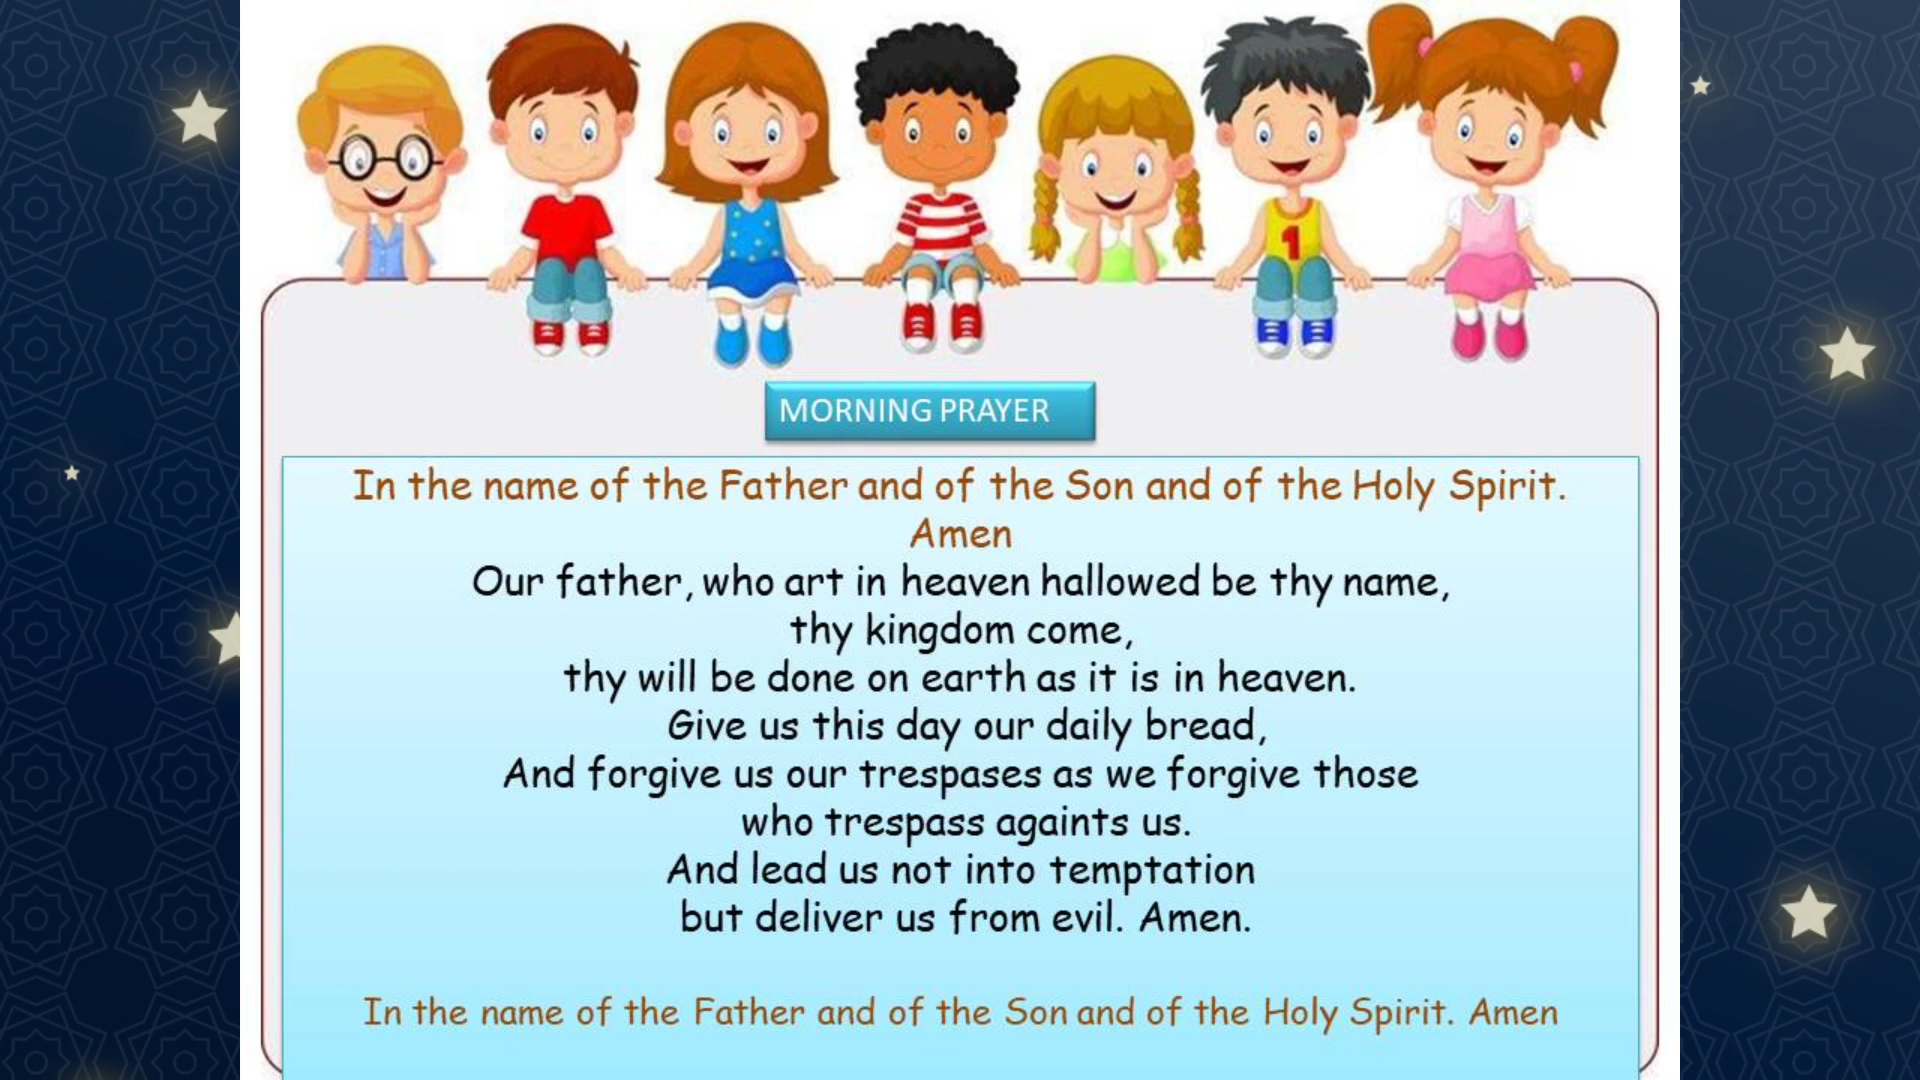 1
MORNING PRAYER
In the name of the Father and of the Son and of the Holy Spirit.
Amen
Our father, who art in heaven hallowed be thy name,
thy kingdom come,
thy will be done on earth as it is in heaven.
Give us this day our daily bread,
And forgive us our trespases as we forgive those
who trespass againts us.
And lead us not into temptation
but deliver us from evil. Amen.
In the name of the Father and of the Son and of the Holy Spirit. Amen